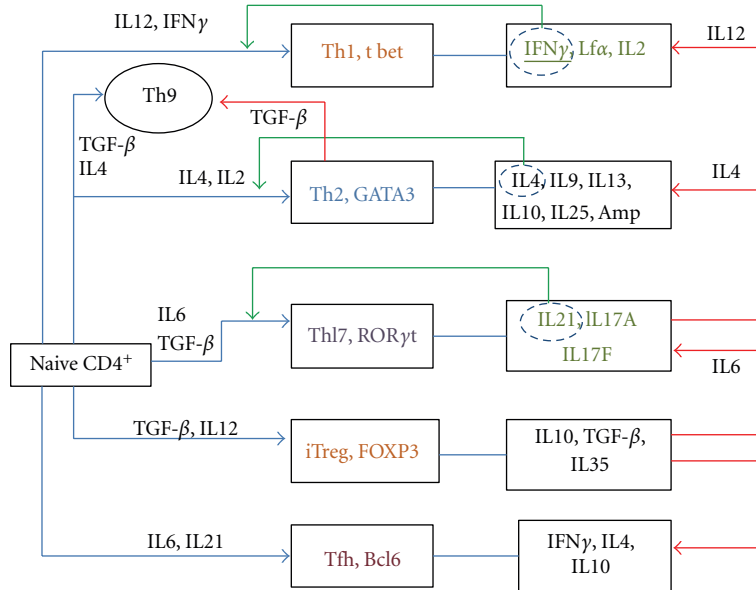 IL12, IFNγ
Th1, t bet
IFNγ, Lfα, IL2
IL12
Th9
TGF-β
TGF-β
IL4
IL4, IL2
Th2, GATA3
IL4, IL9, IL13,
IL10, IL25, Amp
IL4
IL6
TGF-β
Thl7, RORγt
IL21, lL17A
IL17F
IL6
Naive CD4⁺
TGF-β, IL12
iTreg, FOXP3
IL10, TGF-β,
IL35
IL6, IL21
Tfh, Bcl6
IFNγ, IL4,
IL10